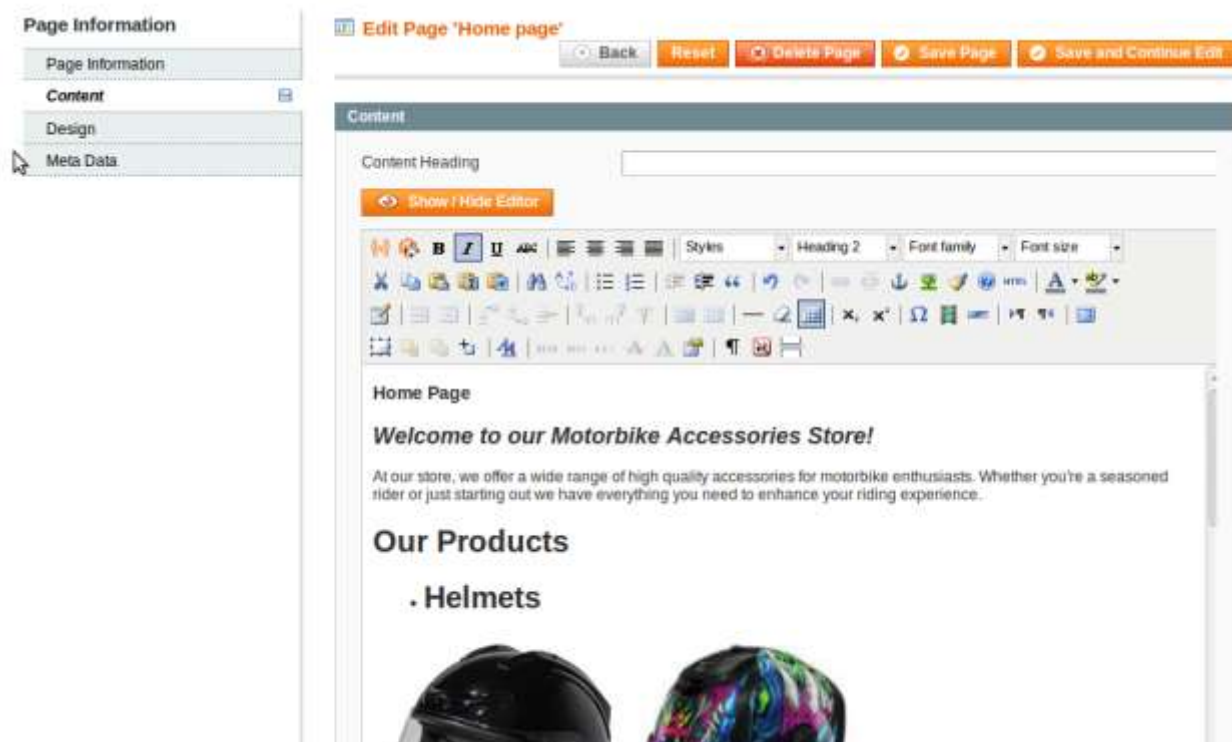 Page Information
Page Information
Content
Design
Meta Data
Edit Page 'Home page'
Back
Reset
Delete Page
Save Page
Save and Continue Edit
Content
Content Heading
Show / Hide Editor
B I U ABC Styles Heading 2 Font family Font size
HTML A
Home Page
Welcome to our Motorbike Accessories Store!
At our store, we offer a wide range of high quality accessories for motorbike enthusiasts. Whether you're a seasoned
rider or just starting out we have everything you need to enhance your riding experience.
Our Products
• Helmets